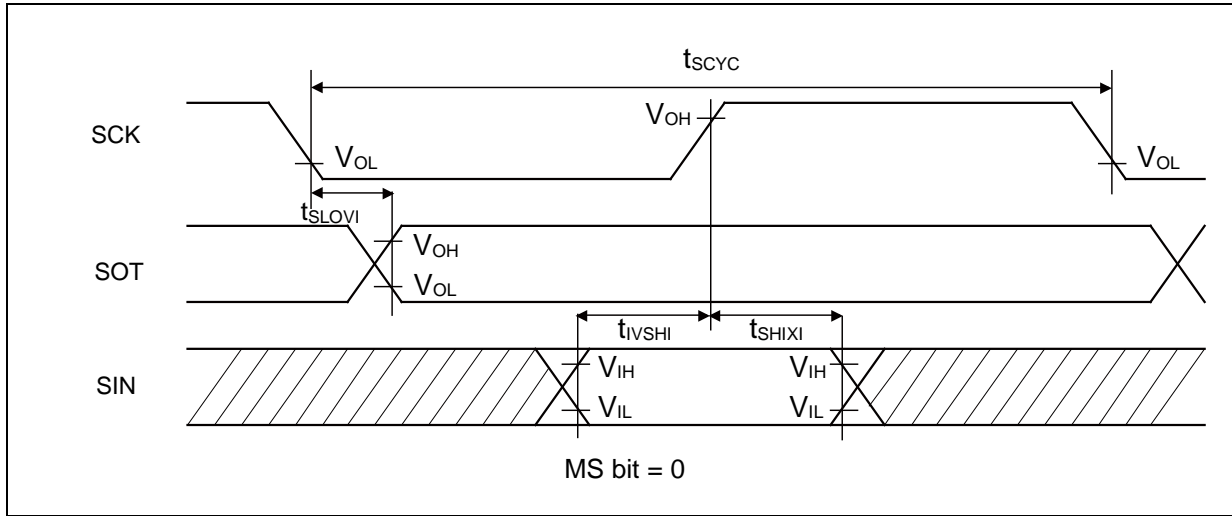 tSCYC
SCK
VOH
VOL
VOL
tSLOVI
SOT
VOH
VOL
tIVSHI
tSHIXI
SIN
VIH
VIH
VIL
VIL
MS bit = 0